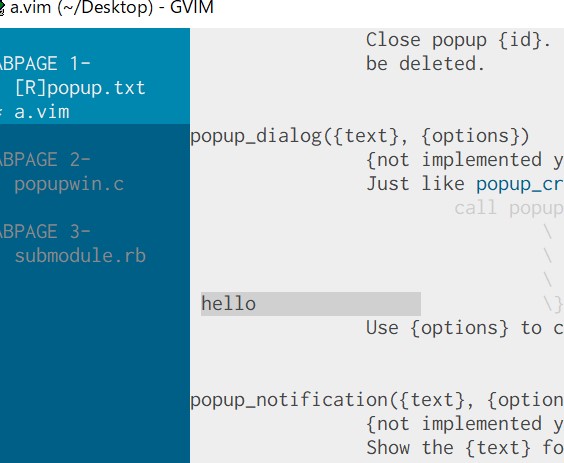 a.vim (~/Desktop) - GVIM
ABPAGE 1-
[R]popup.txt
a.vim
ABPAGE 2-
popupwin.c
ABPAGE 3-
submodule.rb
Close popup {id}.
be deleted.
popup_dialog({text}, {options})
{not implemented y
Just like popup_cr
call popup
\
\
\
hello \}
Use {options} to c
popup_notification({text}, {option
{not implemented y
Show the {text} fo